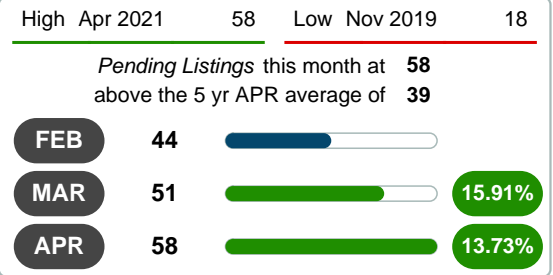 High Apr 2021 58 Low Nov 2019 18
Pending Listings this month at 58
above the 5 yr APR average of 39
FEB 44
MAR 51 15.91%
APR 58 13.73%